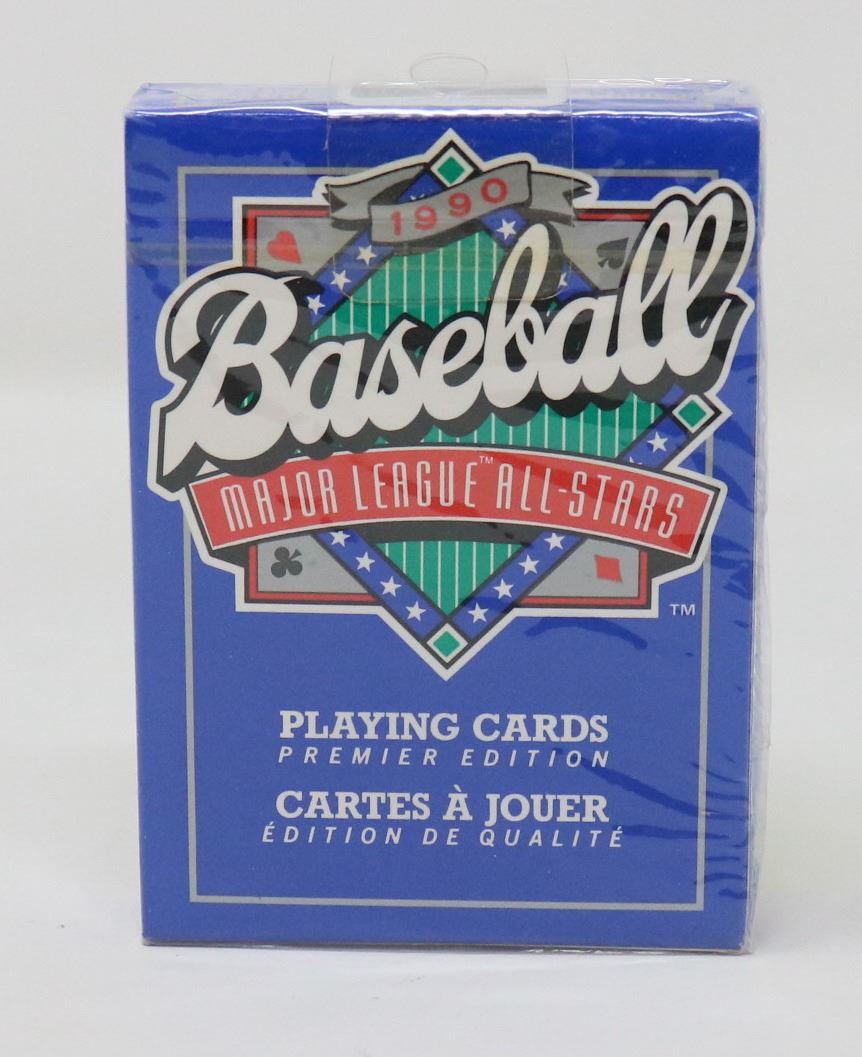 1990
Baseball
MAJOR LEAGUE™ ALL-STARS
TM
PLAYING CARDS
PREMIER EDITION
CARTES À JOUER
ÉDITION DE QUALITÉ